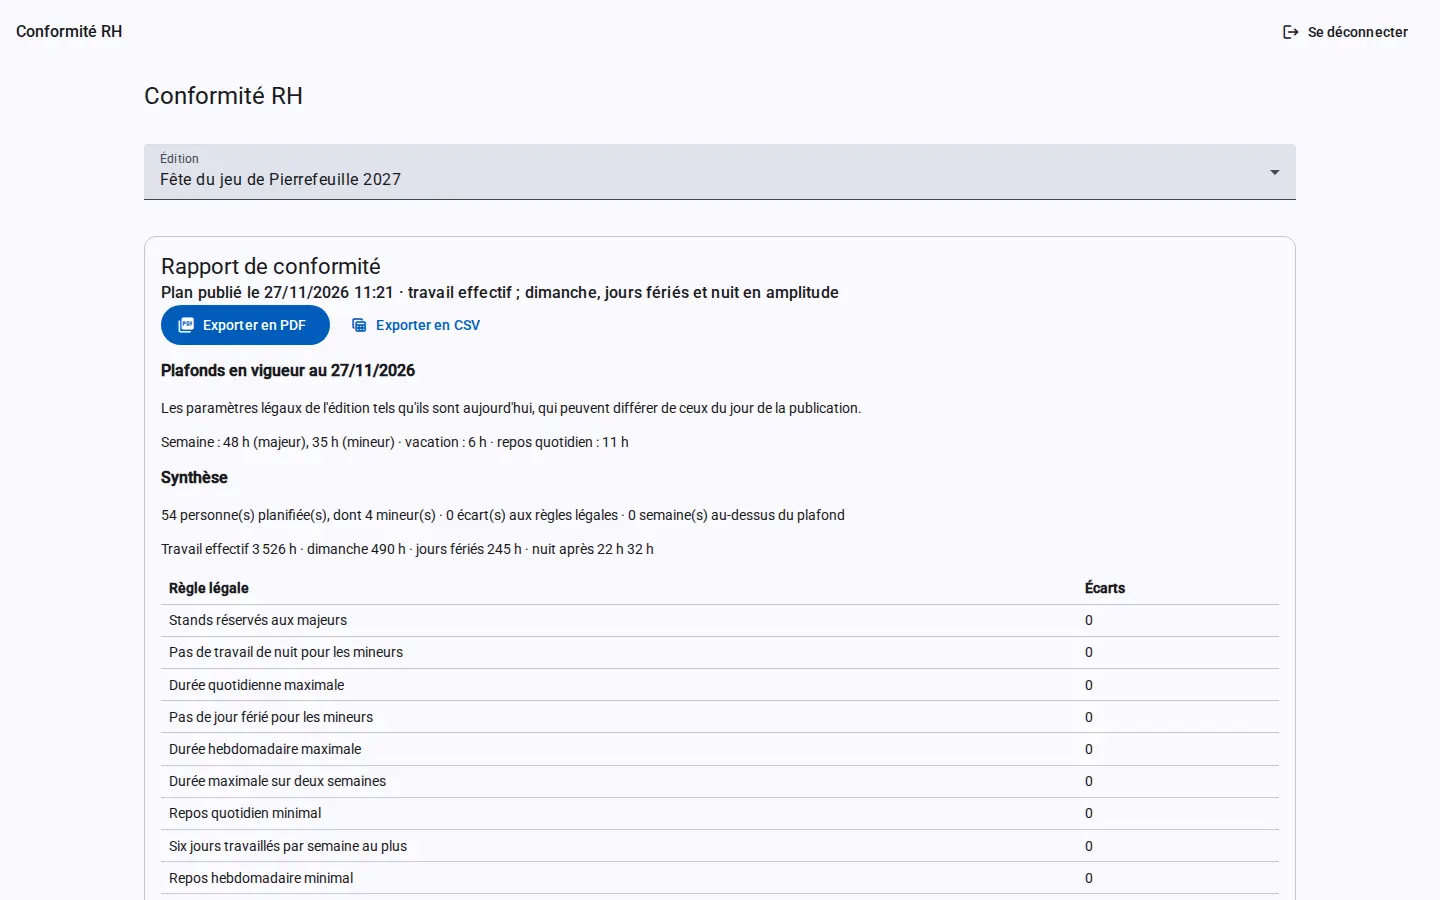 Conformité RH
Se déconnecter
Conformité RH
Édition
Fête du jeu de Pierrefeuille 2027
Rapport de conformité
Plan publié le 27/11/2026 11:21 · travail effectif ; dimanche, jours fériés et nuit en amplitude
Exporter en PDF
Exporter en CSV
Plafonds en vigueur au 27/11/2026
Les paramètres légaux de l'édition tels qu'ils sont aujourd'hui, qui peuvent différer de ceux du jour de la publication.
Semaine : 48 h (majeur), 35 h (mineur) · vacation : 6 h · repos quotidien : 11 h
Synthèse
54 personne(s) planifiée(s), dont 4 mineur(s) · 0 écart(s) aux règles légales · 0 semaine(s) au-dessus du plafond
Travail effectif 3 526 h · dimanche 490 h · jours fériés 245 h · nuit après 22 h 32 h
Règle légale Écarts
Stands réservés aux majeurs 0
Pas de travail de nuit pour les mineurs 0
Durée quotidienne maximale 0
Pas de jour férié pour les mineurs 0
Durée hebdomadaire maximale 0
Durée maximale sur deux semaines 0
Repos quotidien minimal 0
Six jours travaillés par semaine au plus 0
Repos hebdomadaire minimal 0